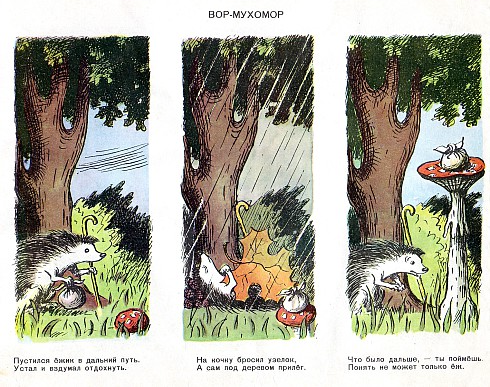 ВОР-МУХОМОР
Пустился ёжик в дальний путь.
Устал и вздумал отдохнуть.
На кочку бросил узелок,
А сам под деревом прилёг.
Что было дальше, — ты поймёшь.
Понять не может только ёж.